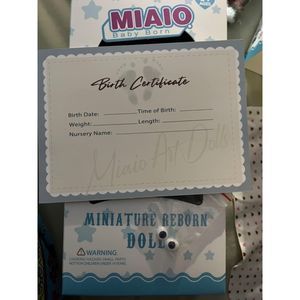 MIAIO
Baby Born
Birth Certificate
Birth Date: Time of Birth:
Weight: Length:
Nursery Name:
Miaio Art Dolls
MINIATURE REBORN
DOLL
WARNING: